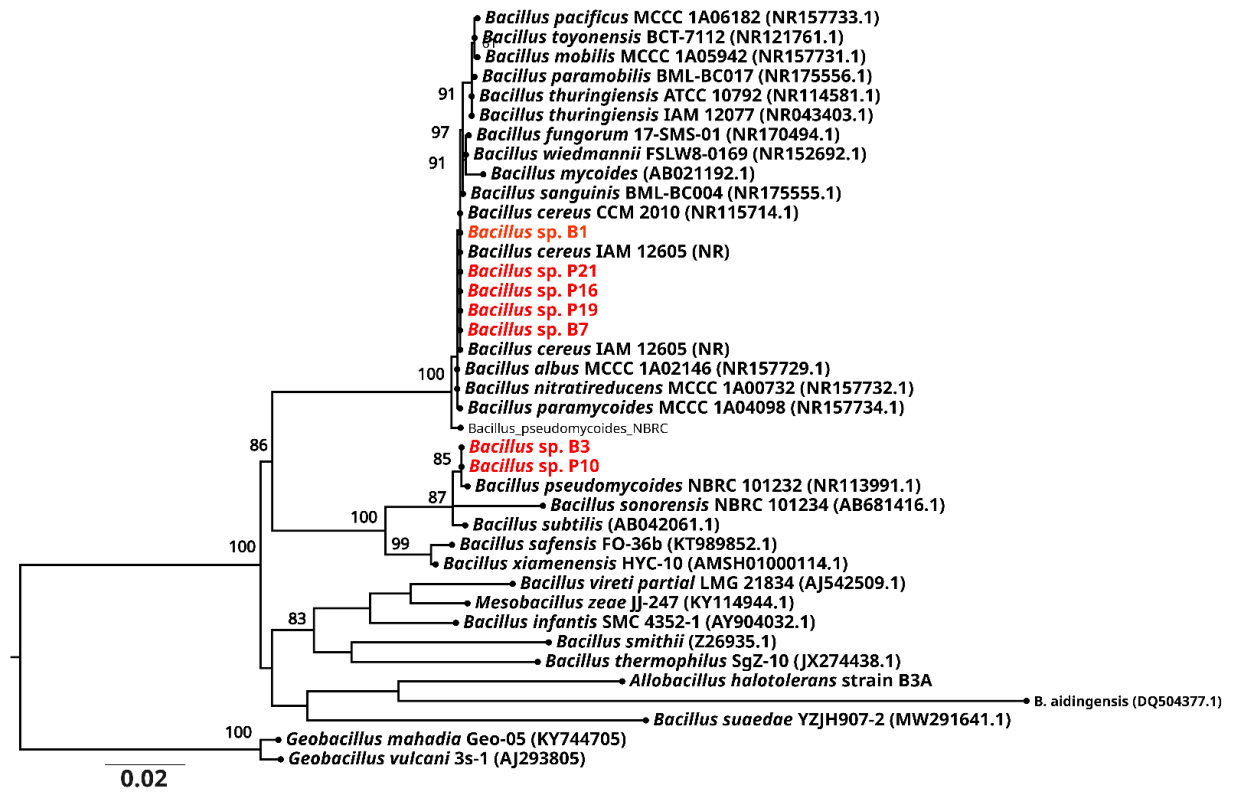 Bacillus pacificus MCCC 1A06182 (NR157733.1)
Bacillus toyonensis BCT-7112 (NR121761.1)
61
Bacillus mobilis MCCC 1A05942 (NR157731.1)
Bacillus paramobilis BML-BC017 (NR175556.1)
91
Bacillus thuringiensis ATCC 10792 (NR114581.1)
Bacillus thuringiensis IAM 12077 (NR043403.1)
97
Bacillus fungorum 17-SMS-01 (NR170494.1)
Bacillus wiedmannii FSLW8-0169 (NR152692.1)
91
Bacillus mycoides (AB021192.1)
Bacillus sanguinis BML-BC004 (NR175555.1)
Bacillus cereus CCM 2010 (NR115714.1)
Bacillus sp. B1
Bacillus cereus IAM 12605 (NR)
Bacillus sp. P21
Bacillus sp. P16
Bacillus sp. P19
Bacillus sp. B7
Bacillus cereus IAM 12605 (NR)
Bacillus albus MCCC 1A02146 (NR157729.1)
100
Bacillus nitratireducens MCCC 1A00732 (NR157732.1)
Bacillus paramycoides MCCC 1A04098 (NR157734.1)
Bacillus_pseudomycoides_NBRC
86
Bacillus sp. B3
85
Bacillus sp. P10
Bacillus pseudomycoides NBRC 101232 (NR113991.1)
87
Bacillus sonorensis NBRC 101234 (AB681416.1)
100
Bacillus subtilis (AB042061.1)
99
Bacillus safensis FO-36b (KT989852.1)
100
Bacillus xiamenensis HYC-10 (AMSH01000114.1)
Bacillus vireti partial LMG 21834 (AJ542509.1)
Mesobacillus zeae JJ-247 (KY114944.1)
83
Bacillus infantis SMC 4352-1 (AY904032.1)
Bacillus smithii (Z26935.1)
Bacillus thermophilus SgZ-10 (JX274438.1)
Allobacillus halotolerans strain B3A
B. aidingensis (DQ504377.1)
Bacillus suaedae YZJH907-2 (MW291641.1)
100
Geobacillus mahadia Geo-05 (KY744705)
Geobacillus vulcani 3s-1 (AJ293805)
0.02